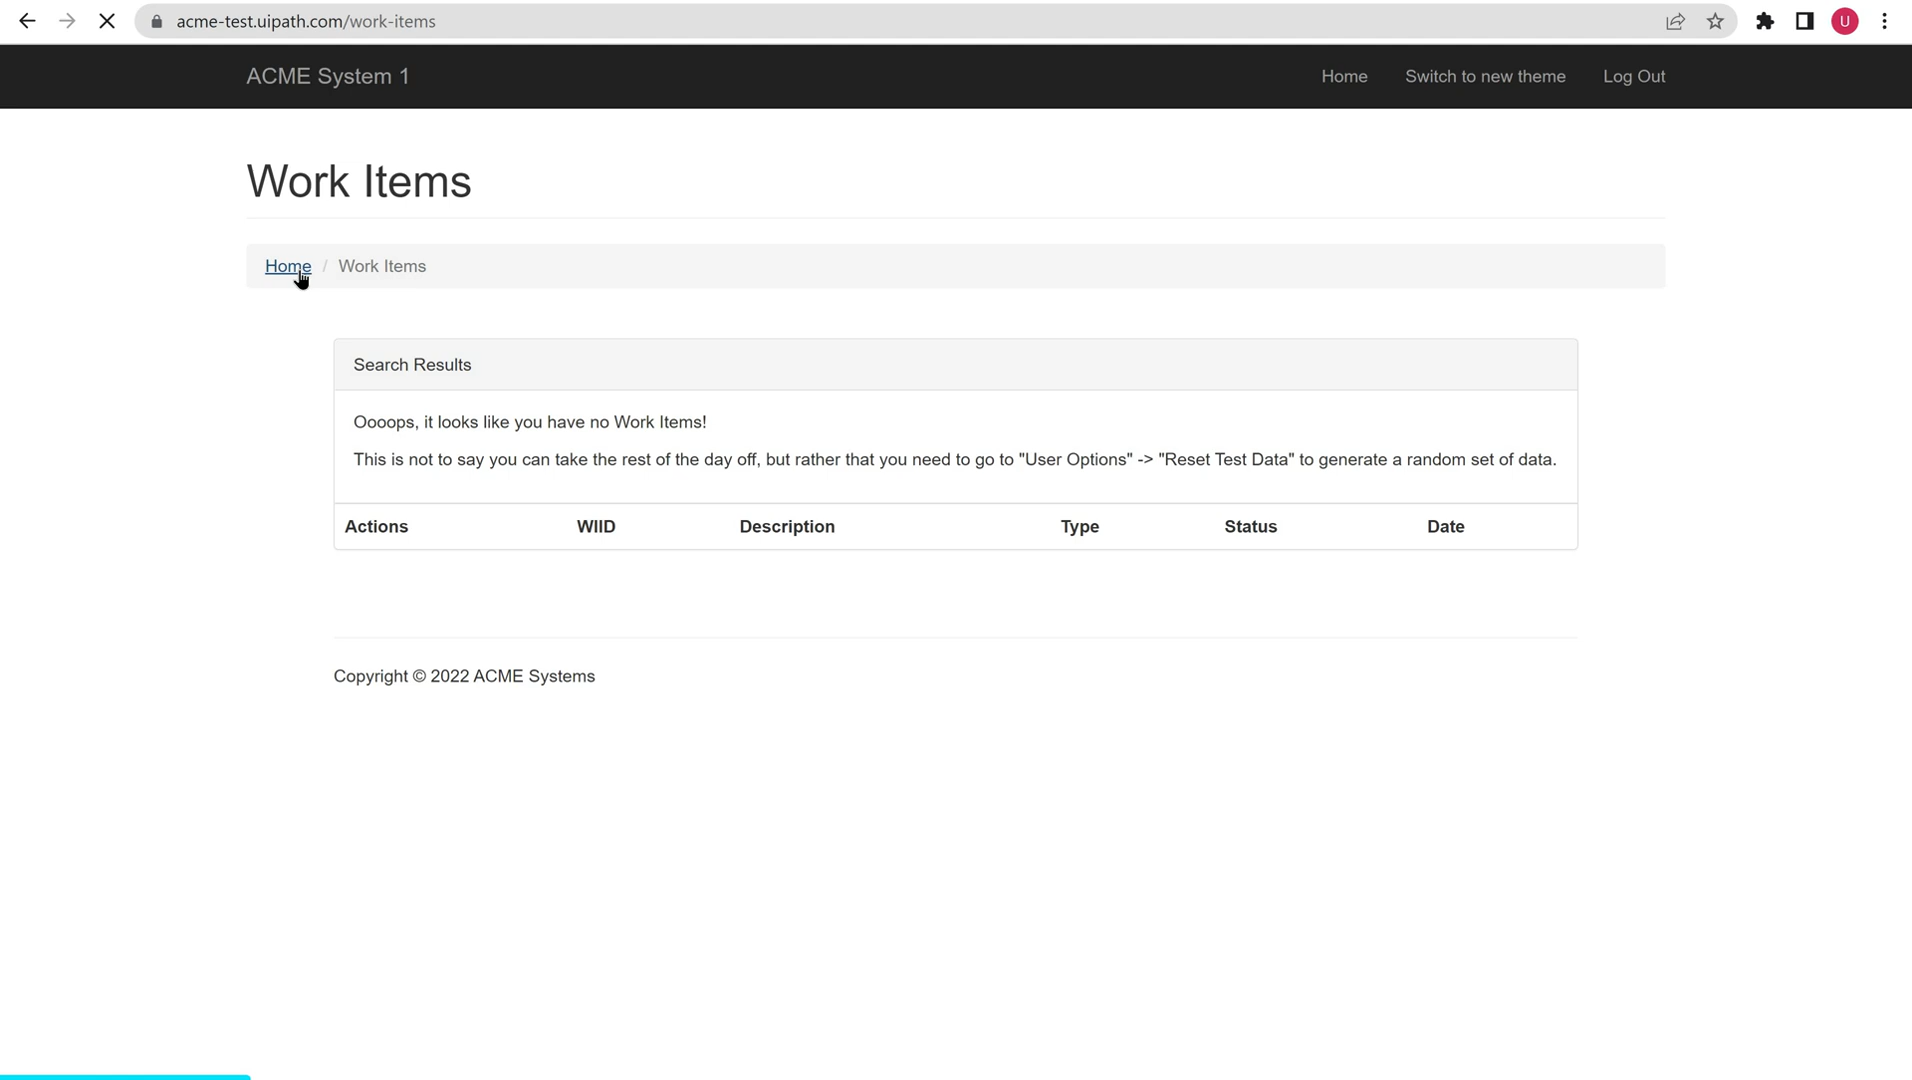 acme-test.uipath.com/work-items
U
ACME System 1
Home
Switch to new theme
Log Out
Work Items
Home / Work Items
Search Results
Oooops, it looks like you have no Work Items!
This is not to say you can take the rest of the day off, but rather that you need to go to "User Options" -> "Reset Test Data" to generate a random set of data.
Actions WIID Description Type Status Date
Copyright © 2022 ACME Systems